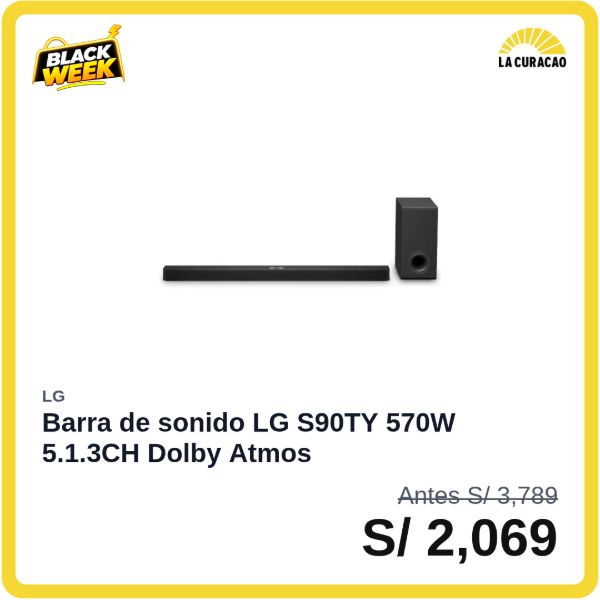 BLACK
WEEK
LA CURACAO
LG
Barra de sonido LG S90TY 570W
5.1.3CH Dolby Atmos
Antes S/ 3,789
S/ 2,069